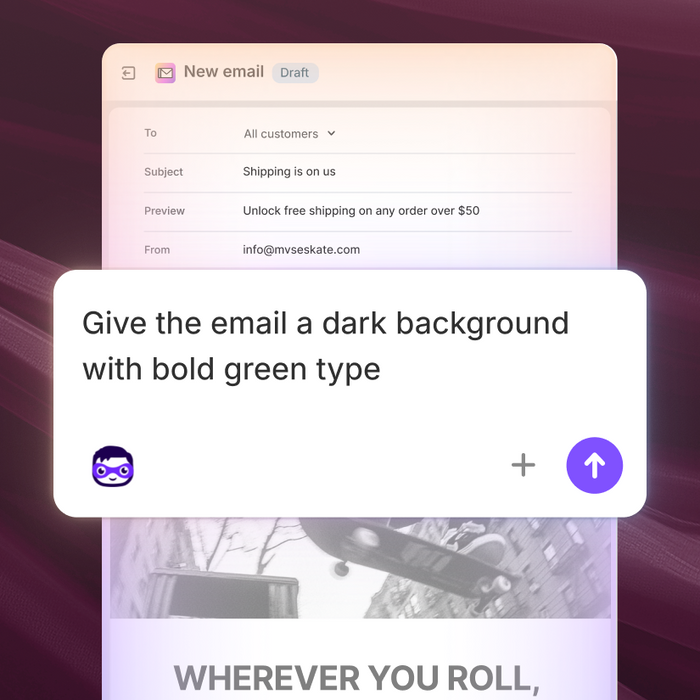 New email Draft
To All customers
Subject Shipping is on us
Preview Unlock free shipping on any order over $50
From info@mvseskate.com
Give the email a dark background
with bold green type
WHEREVER YOU ROLL,